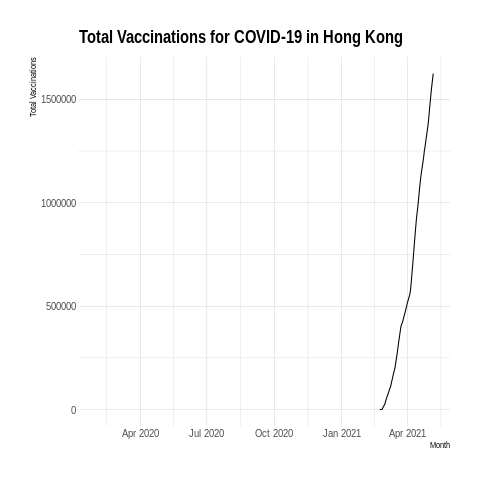 Total Vaccinations for COVID-19 in Hong Kong
Total Vaccinations
1500000
1000000
500000
0
Apr 2020 Jul 2020 Oct 2020 Jan 2021 Apr 2021
Month